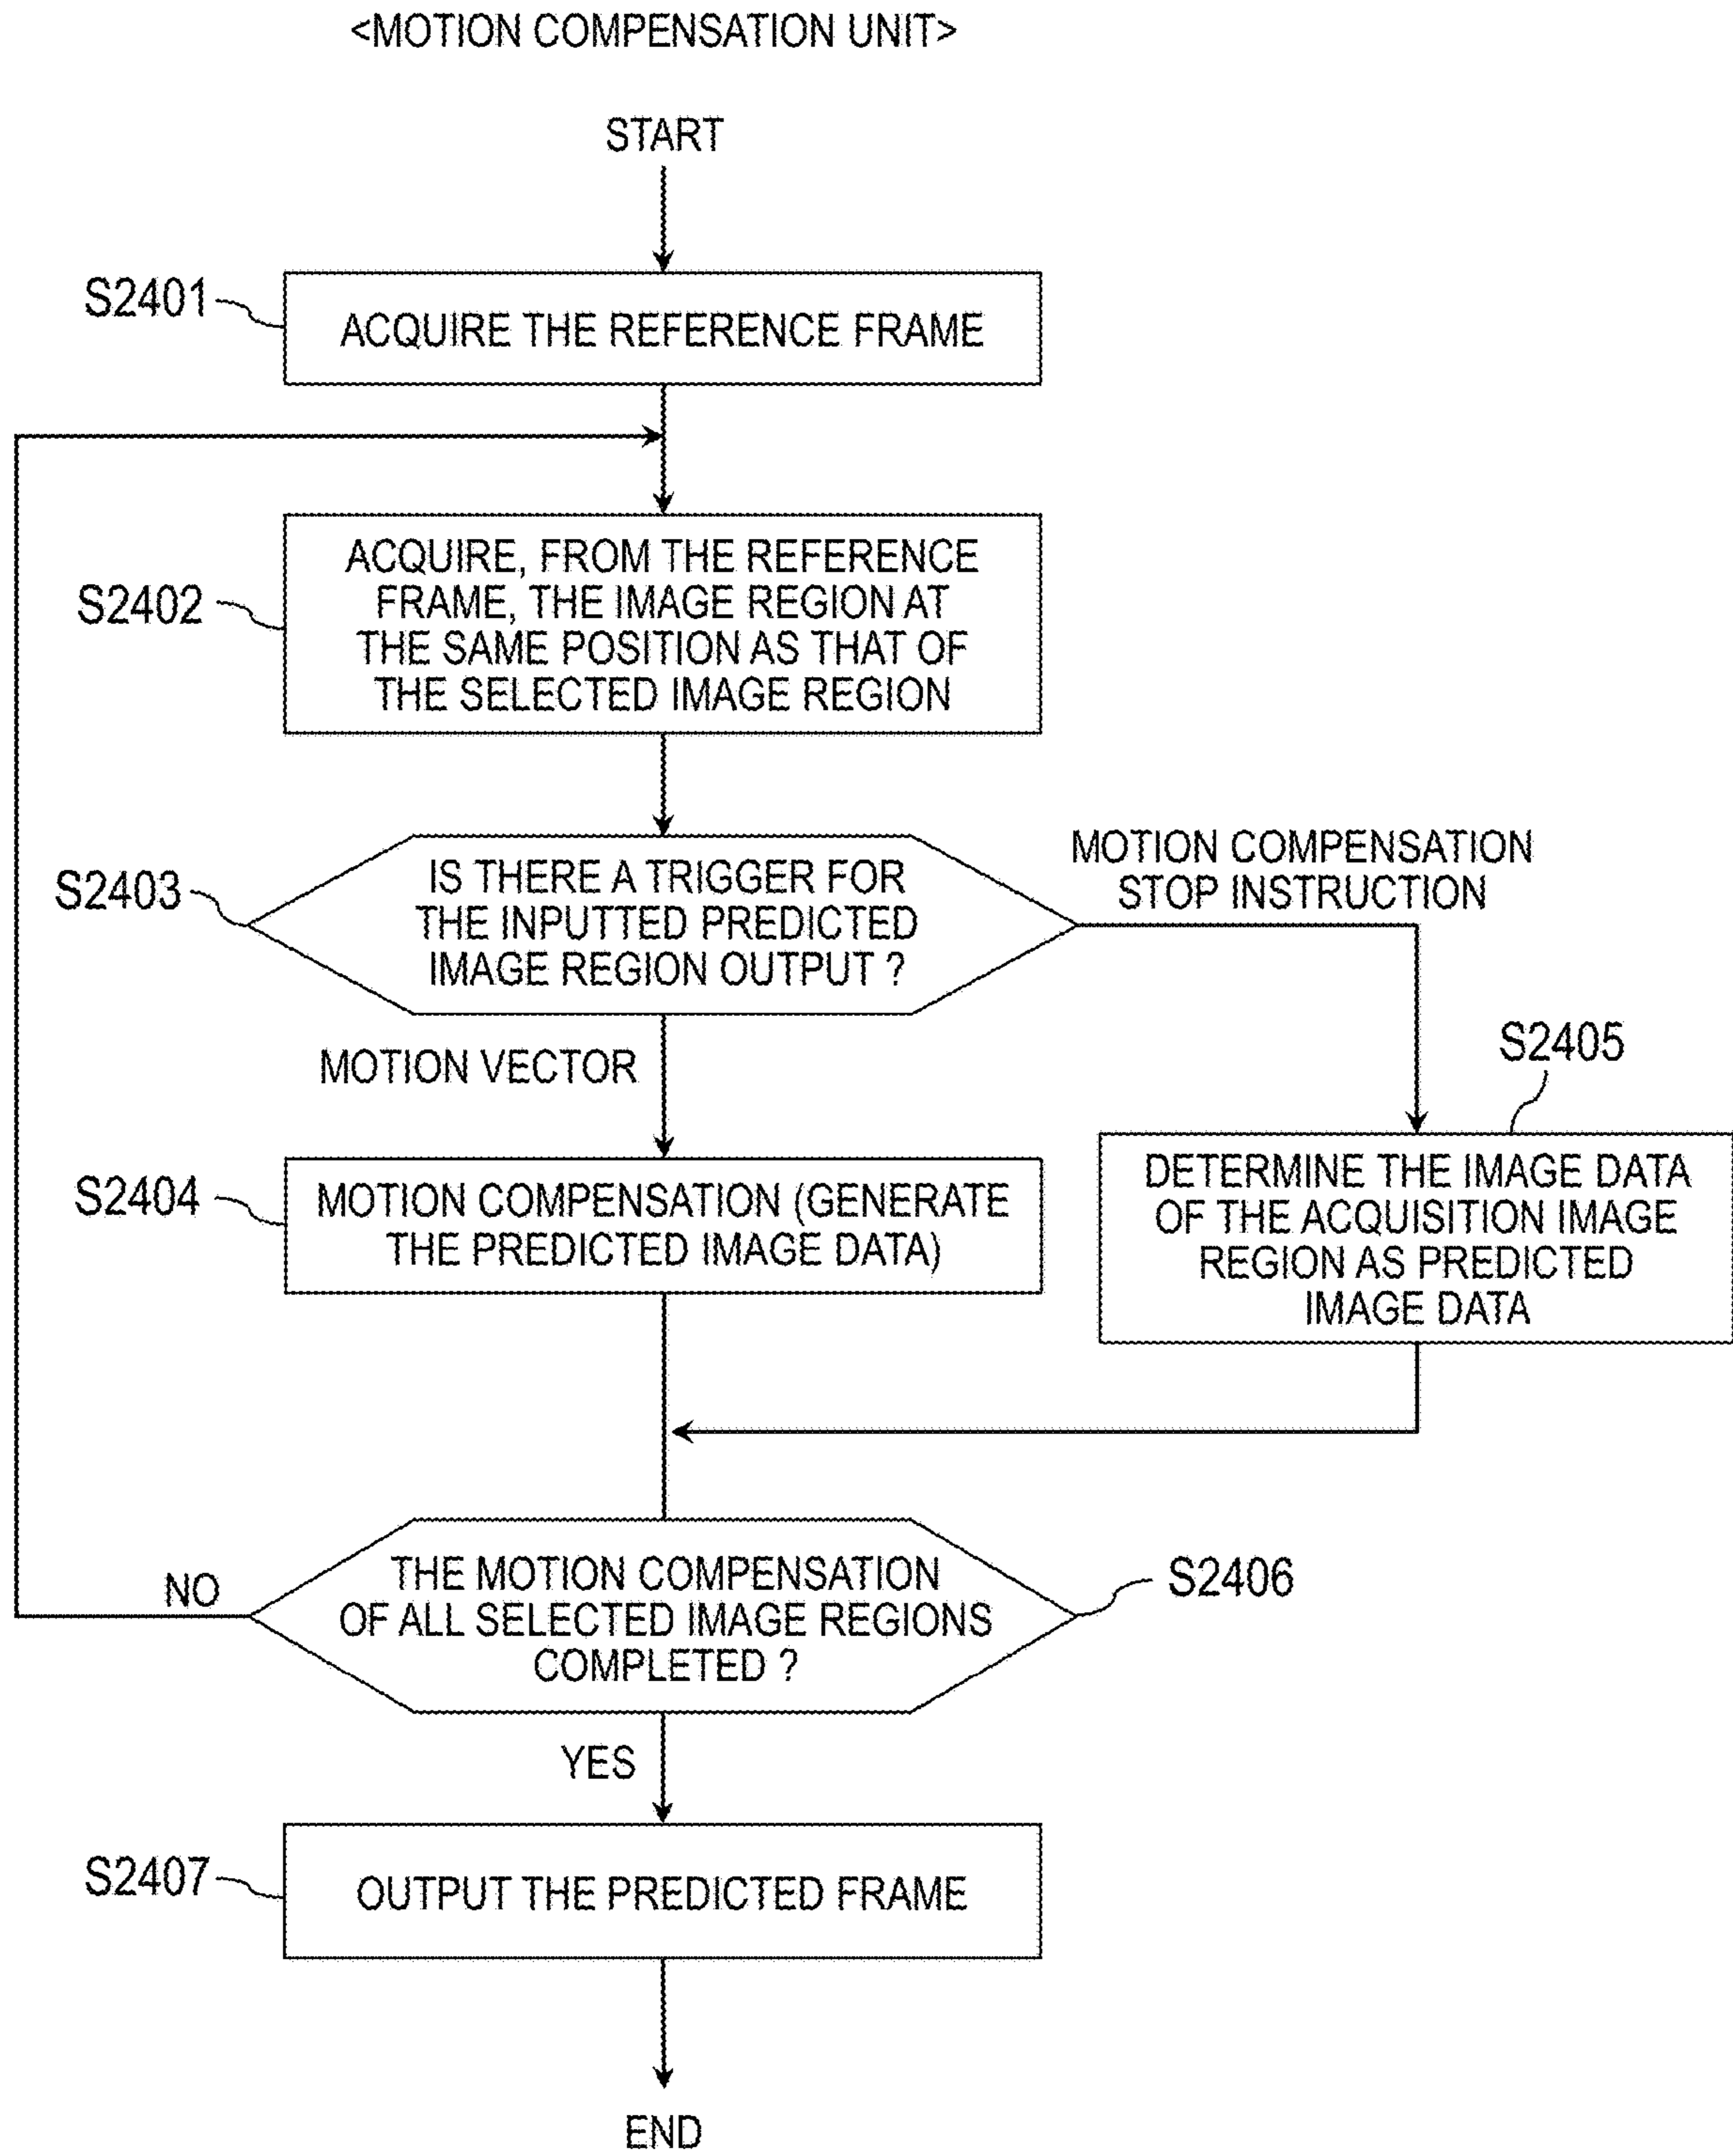 <MOTION COMPENSATION UNIT>
START
S2401
ACQUIRE THE REFERENCE FRAME
S2402
ACQUIRE, FROM THE REFERENCE
FRAME, THE IMAGE REGION AT
THE SAME POSITION AS THAT OF
THE SELECTED IMAGE REGION
S2403
IS THERE A TRIGGER FOR
THE INPUTTED PREDICTED
IMAGE REGION OUTPUT ?
MOTION COMPENSATION
STOP INSTRUCTION
MOTION VECTOR
S2404
MOTION COMPENSATION (GENERATE
THE PREDICTED IMAGE DATA)
S2405
DETERMINE THE IMAGE DATA
OF THE ACQUISITION IMAGE
REGION AS PREDICTED
IMAGE DATA
NO
THE MOTION COMPENSATION
OF ALL SELECTED IMAGE REGIONS
COMPLETED ?
S2406
YES
S2407
OUTPUT THE PREDICTED FRAME
END